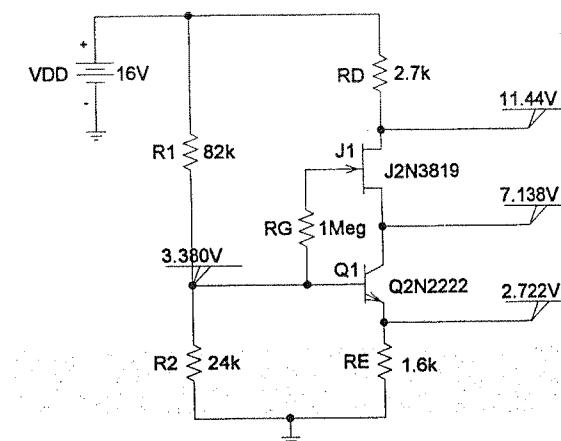 +
VDD
16V
-
RD
2.7k
11.44V
R1
82k
J1
J2N3819
7.138V
RG
1Meg
3.380V
Q1
Q2N2222
2.722V
R2
24k
RE
1.6k